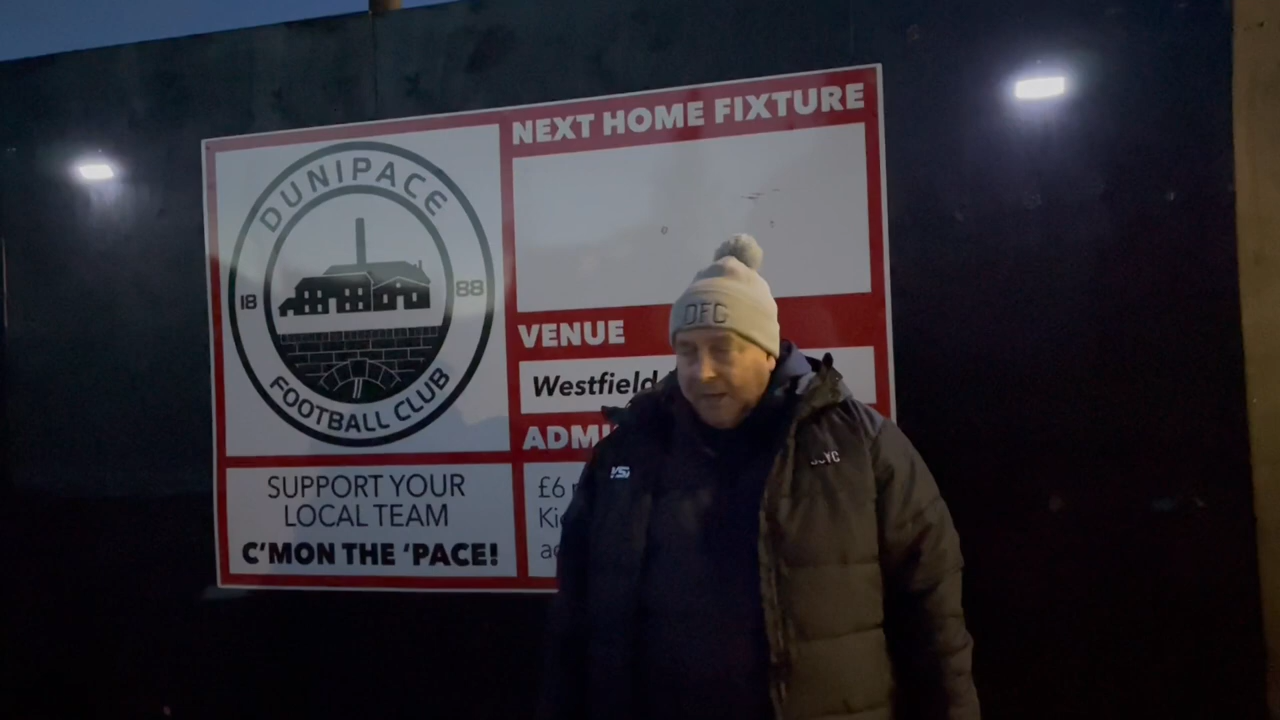 DUNIPACE
18 88
FOOTBALL CLUB
SUPPORT YOUR
LOCAL TEAM
C'MON THE 'PACE!
NEXT HOME FIXTURE
VENUE
Westfield
£6
DFC